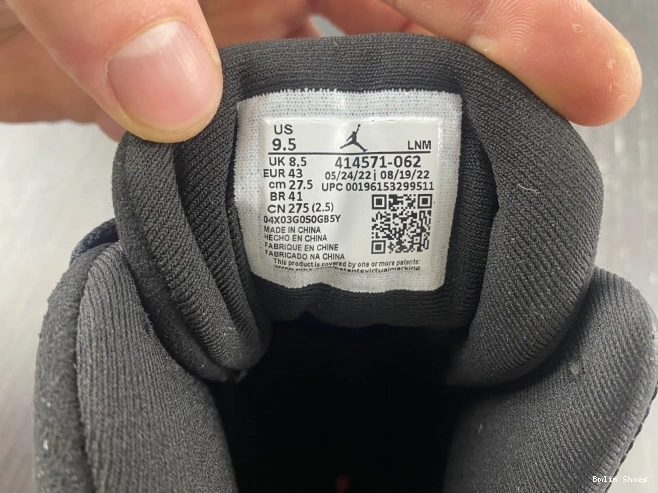 US
9.5
LNM
UK 8.5
414571-062
EUR 43
05/24/22 | 08/19/22
cm 27.5
UPC 00196153299511
BR 41
CN 275 (2.5)
04X03G0S0GB5Y
MADE IN CHINA
HECHO EN CHINA
FABRIQUE EN CHINE
FABRICADO NA CHINA
This product is covered by one or more patents:
Bmlin Shoes